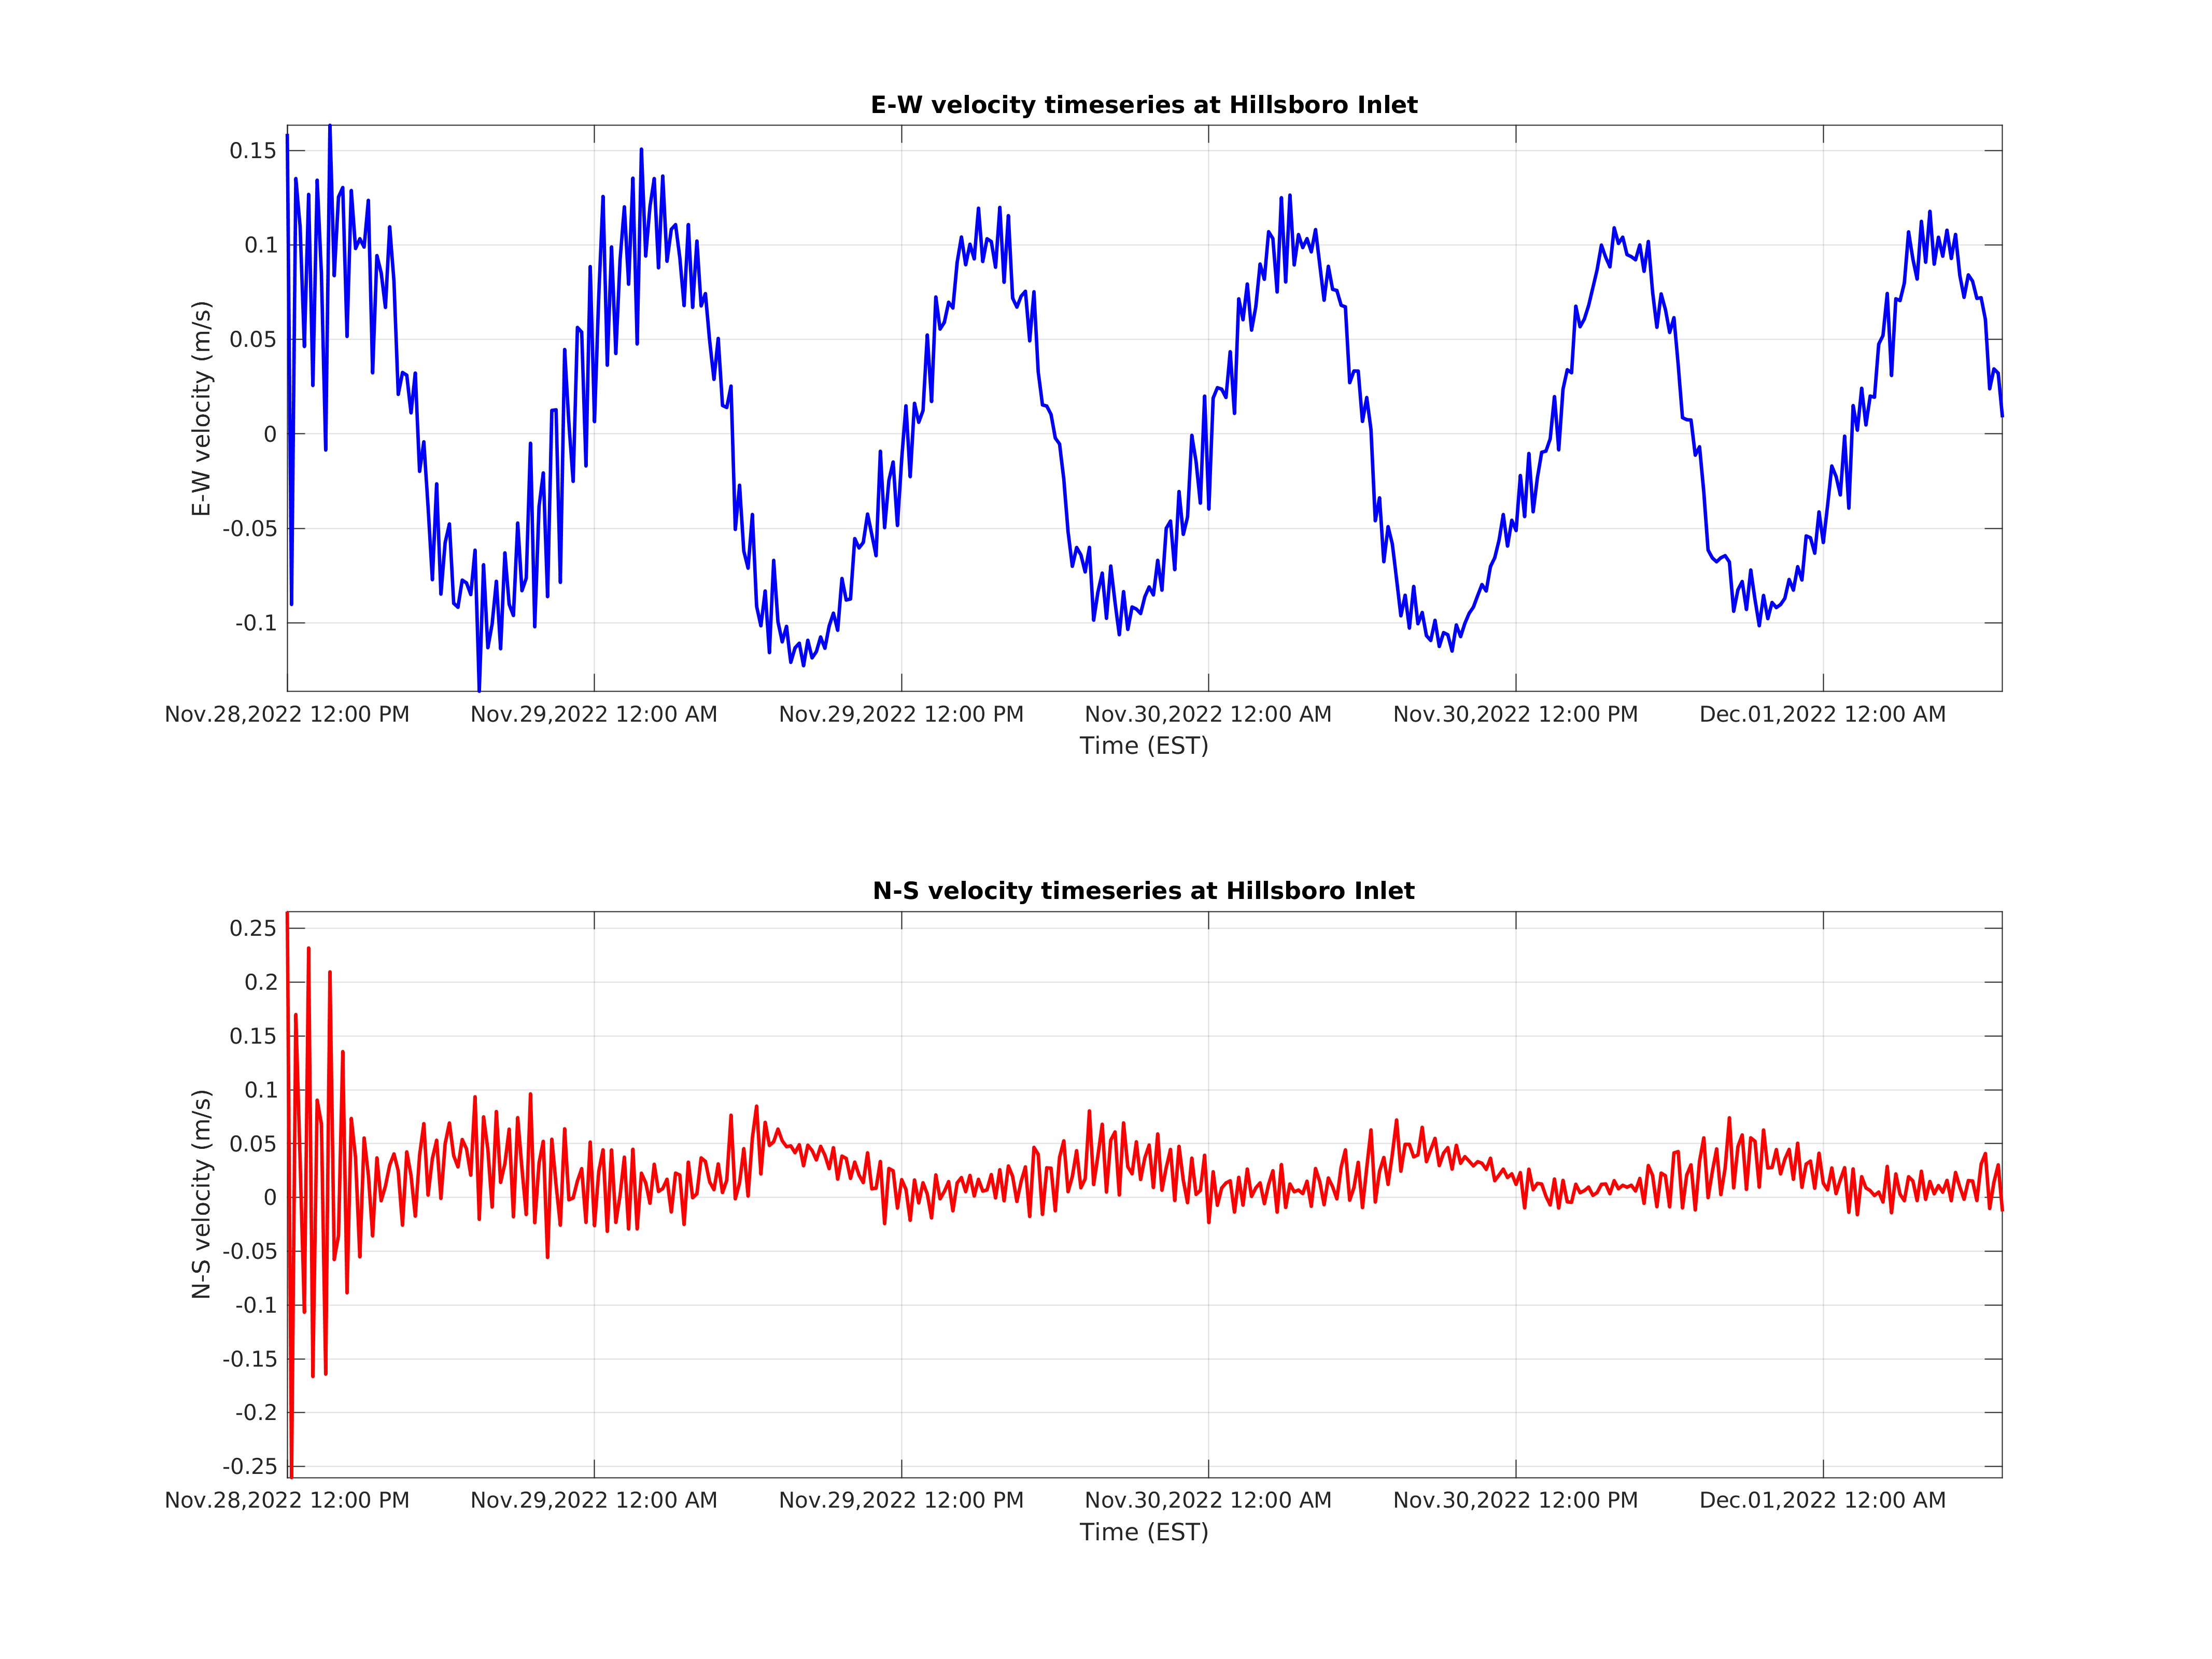 E-W velocity timeseries at Hillsboro Inlet
0.15
0.1
0.05
0
-0.05
-0.1
E-W velocity (m/s)
Nov.28,2022 12:00 PM Nov.29,2022 12:00 AM Nov.29,2022 12:00 PM Nov.30,2022 12:00 AM Nov.30,2022 12:00 PM Dec.01,2022 12:00 AM
Time (EST)
N-S velocity timeseries at Hillsboro Inlet
0.25
0.2
0.15
0.1
0.05
0
-0.05
-0.1
-0.15
-0.2
-0.25
N-S velocity (m/s)
Nov.28,2022 12:00 PM Nov.29,2022 12:00 AM Nov.29,2022 12:00 PM Nov.30,2022 12:00 AM Nov.30,2022 12:00 PM Dec.01,2022 12:00 AM
Time (EST)